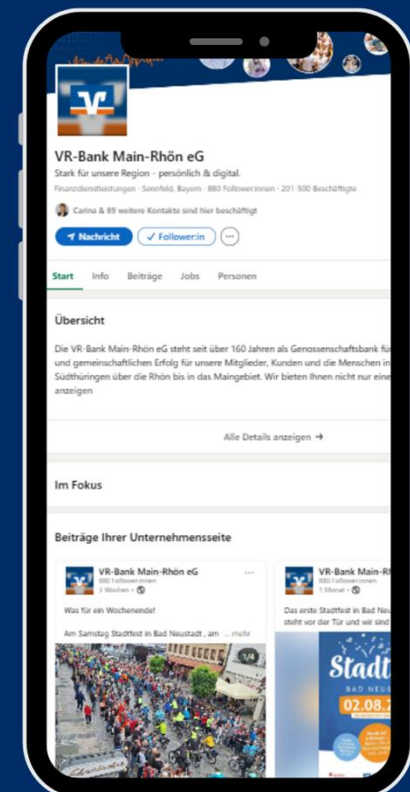 VR-Bank Main-Rhön eG
Stark für unsere Region - persönlich & digital.
Finanzdienstleistungen · Sennfeld, Bayern · 880 Follower:innen · 201-500 Beschäftigte
Carina & 89 weitere Kontakte sind hier beschäftigt
Nachricht
Follower:in
Start Info Beiträge Jobs Personen
Übersicht
Die VR-Bank Main-Rhön eG steht seit über 160 Jahren als Genossenschaftsbank für
und gemeinschaftlichen Erfolg für unsere Mitglieder, Kunden und die Menschen in
Südthüringen über die Rhön bis in das Maingebiet. Wir bieten Ihnen nicht nur eine
anzeigen
Alle Details anzeigen →
Im Fokus
Beiträge Ihrer Unternehmensseite
VR-Bank Main-Rhön eG
880 Follower:innen
3 Wochen •
Was für ein Wochenende!
Am Samstag Stadtfest in Bad Neustadt , am ... mehr
1/4
VR-Bank Main-R
880 Follower:innen
1 Monat •
Das erste Stadtfest in Bad Neu
steht vor der Tür und wir sind
Stadt
BAD NEUS
02.08.2